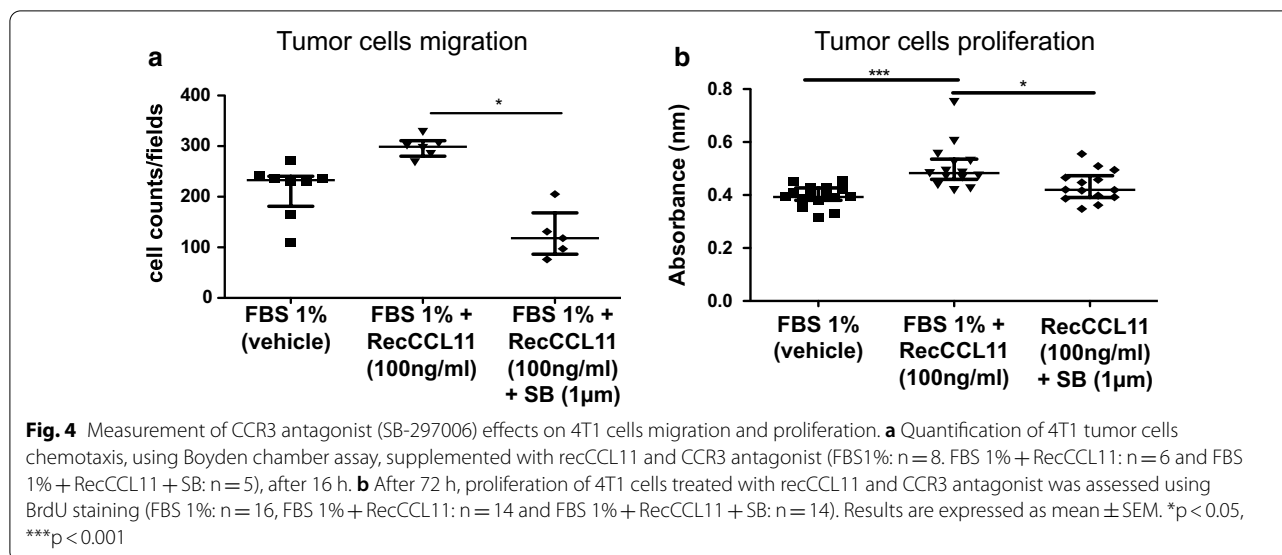 Tumor cells migration
a
*
400
300
200
100
0
cell counts/fields
FBS 1%
(vehicle)
FBS 1% +
RecCCL11
(100ng/ml)
FBS 1% +
RecCCL11
(100ng/ml)
+ SB (1µm)
Tumor cells proliferation
b
***
*
0.8
0.6
0.4
0.2
0.0
Absorbance (nm)
FBS 1%
(vehicle)
FBS 1% +
RecCCL11
(100ng/ml)
RecCCL11
(100ng/ml)
+ SB (1µm)
Fig. 4 Measurement of CCR3 antagonist (SB-297006) effects on 4T1 cells migration and proliferation. a Quantification of 4T1 tumor cells
chemotaxis, using Boyden chamber assay, supplemented with recCCL11 and CCR3 antagonist (FBS1%: n = 8. FBS 1% + RecCCL11: n = 6 and FBS
1% + RecCCL11 + SB: n = 5), after 16 h. b After 72 h, proliferation of 4T1 cells treated with recCCL11 and CCR3 antagonist was assessed using
BrdU staining (FBS 1%: n = 16, FBS 1% + RecCCL11: n = 14 and FBS 1% + RecCCL11 + SB: n = 14). Results are expressed as mean ± SEM. *p < 0.05,
***p < 0.001